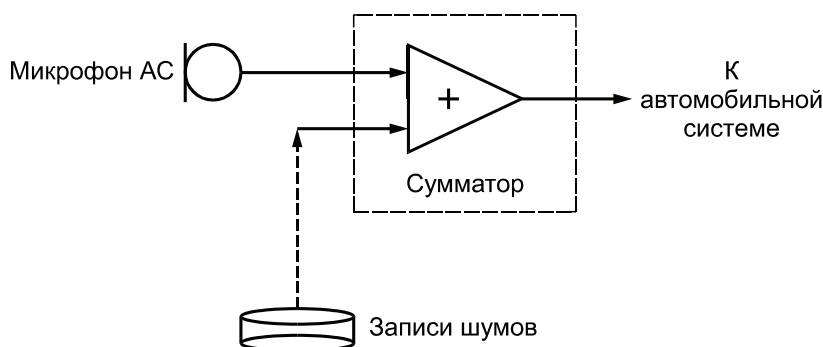 Микрофон АС
+
Сумматор
К
автомобильной
системе
Записи шумов